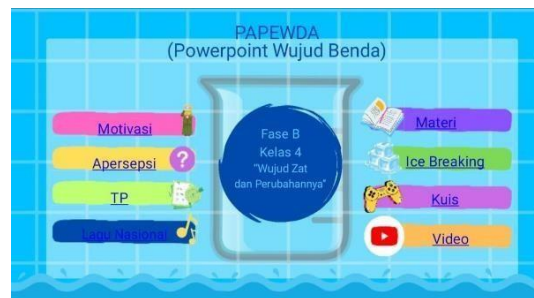 PAPEWDA
(Powerpoint Wujud Benda)
Motivasi
Apersepsi
?
TP
Lagu Nasional
Fase B
Kelas 4
"Wujud Zat
dan Perubahannya"
Materi
Ice Breaking
Kuis
Video